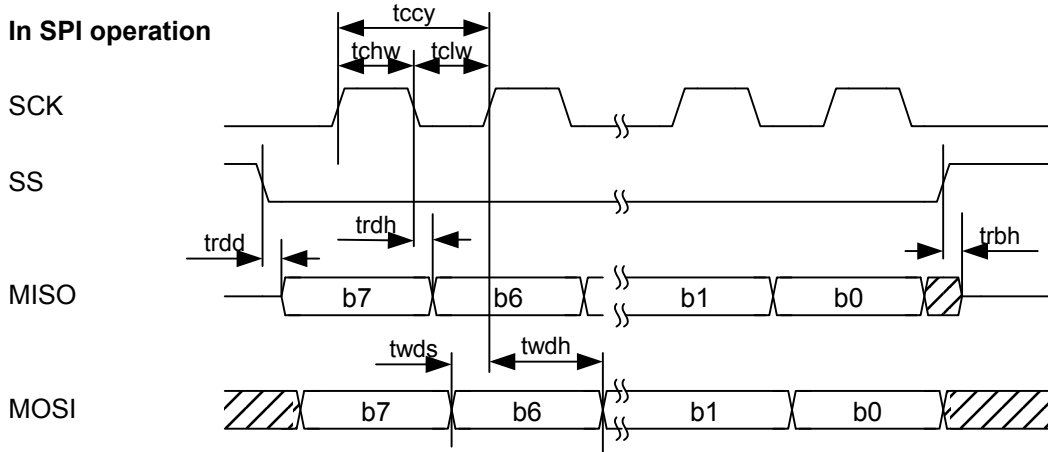 In SPI operation
tccy
tchw tclw
SCK
SS
trdd trdh trbh
MISO b7 b6 b1 b0
twds twdh
MOSI b7 b6 b1 b0